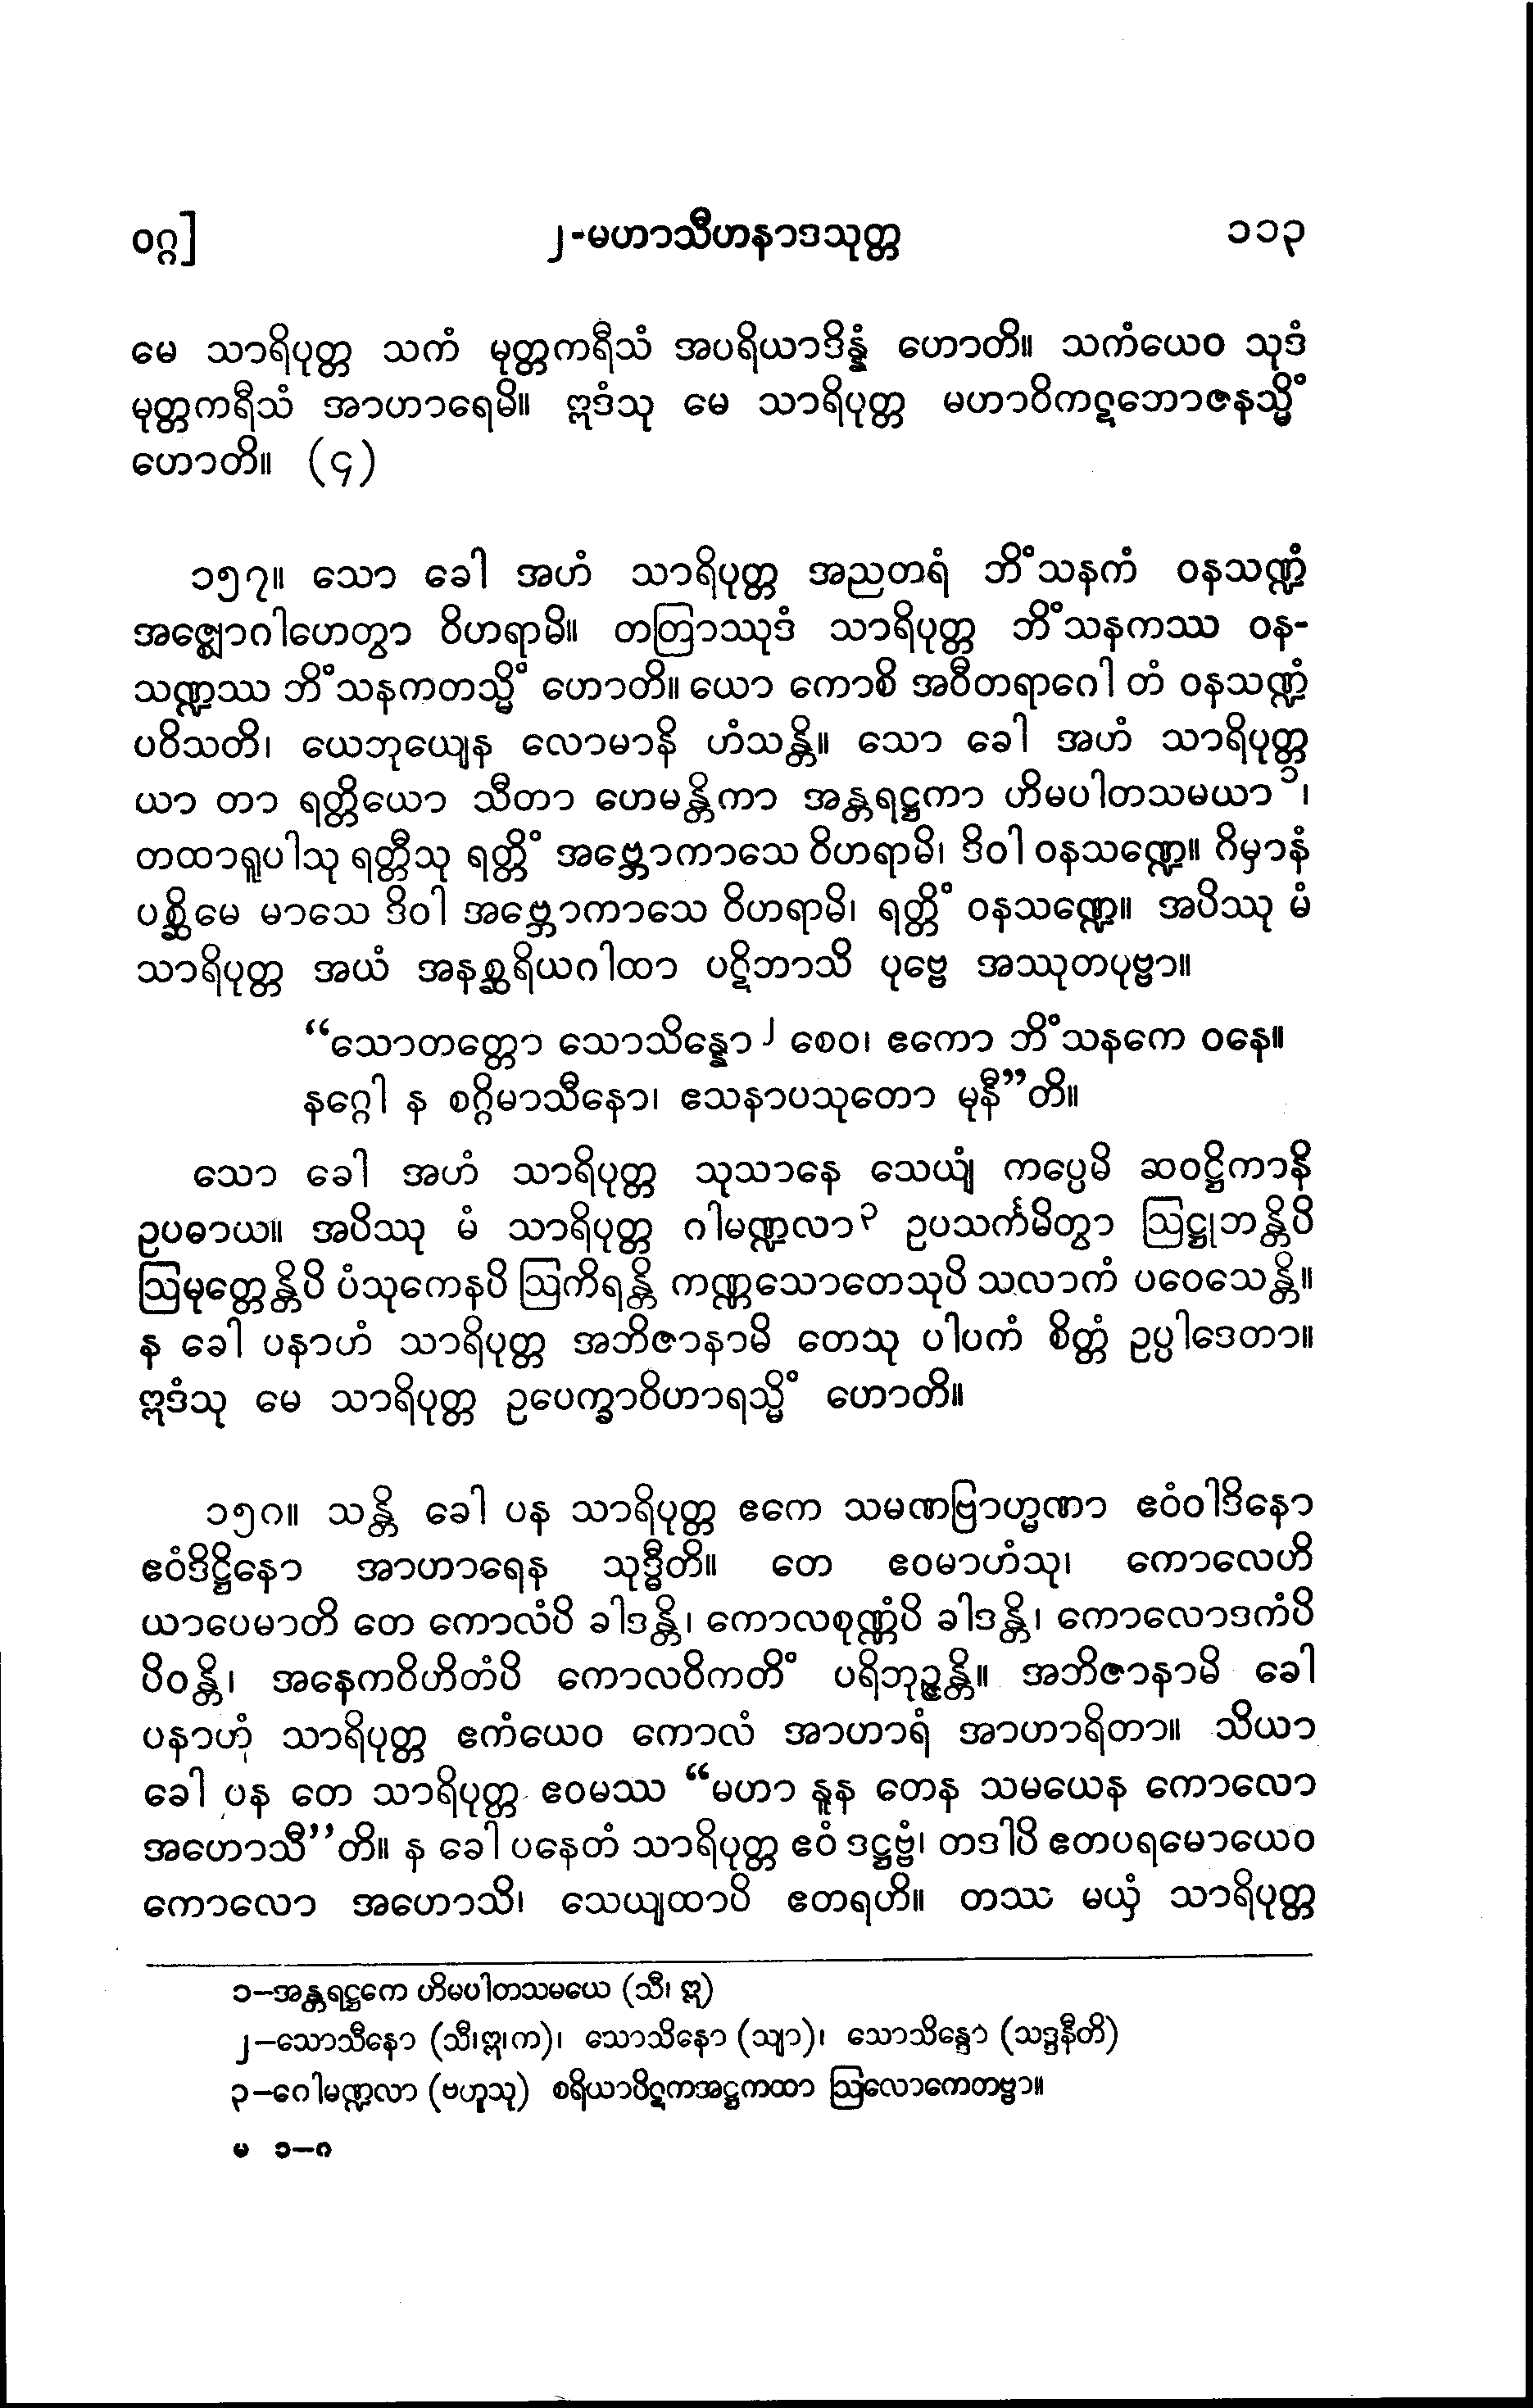 ဝဂ္ဂ] ၂-မဟာသီဟနာဒသုတ္တ ၁၁၃
မေ သာရိပုတ္တ သကံ မုတ္တကရီသံ အပရိယာဒိန္နံ ဟောတိ။ သကံယေဝ သုဒံ
မုတ္တကရီသံ အာဟာရေမိ။ ဣဒံသု မေ သာရိပုတ္တ မဟာဝိကဋဘောဇနသ္မိံ
ဟောတိ။ (၄)
၁၅၇။ သော ခေါ အဟံ သာရိပုတ္တ အညတရံ ဘိံသနကံ ဝနသဏ္ဍံ
အဇ္ဈောဂါဟေတွာ ဝိဟရာမိ။ တတြာဿုဒံ သာရိပုတ္တ ဘိံသနကဿ ဝန-
သဏ္ဍဿ ဘိံသနကတသ္မိံ ဟောတိ။ ယော ကောစိ အဝီတရာဂေါ တံ ဝနသဏ္ဍံ
ပဝိသတိ၊ ယေဘုယျေန လောမာနိ ဟံသန္တိ။ သော ခေါ အဟံ သာရိပုတ္တ
ယာ တာ ရတ္တိယော သီတာ ဟေမန္တိကာ အန္တရဋ္ဌကာ ဟိမပါတသမယာ ၁၊
တထာရူပါသု ရတ္တီသု ရတ္တိံ အဗ္ဘောကာသေ ဝိဟရာမိ၊ ဒိဝါ ဝနသဏ္ဍေ။ ဂိမှာနံ
ပစ္ဆိမေ မာသေ ဒိဝါ အဗ္ဘောကာသေ ဝိဟရာမိ၊ ရတ္တိံ ဝနသဏ္ဍေ။ အပိဿု မံ
သာရိပုတ္တ အယံ အနစ္ဆရိယဂါထာ ပဋိဘာသိ ပုဗ္ဗေ အဿုတပုဗ္ဗာ။
“သောတတ္တော သောသိန္နော ၂ စေဝ၊ ဧကော ဘိံသနကေ ဝနေ။
နဂ္ဂေါ န စဂ္ဂိမာသီနော၊ ဧသနာပသုတော မုနီ”တိ။
သော ခေါ အဟံ သာရိပုတ္တ သုသာနေ သေယျံ ကပ္ပေမိ ဆဝဋ္ဌိကာနိ
ဥပဓာယ။ အပိဿု မံ သာရိပုတ္တ ဂါမဏ္ဍလာ ၃ ဥပသင်္ကမိတွာ ဩဋ္ဌုဘန္တိပိ
ဩမုတ္တေန္တိပိ ပံသုကေနပိ ဩကိရန္တိ ကဏ္ဏသောတေသုပိ သလာကံ ပဝေသေန္တိ။
န ခေါ ပနာဟံ သာရိပုတ္တ အဘိဇာနာမိ တေသု ပါပကံ စိတ္တံ ဥပ္ပါဒေတာ။
ဣဒံသု မေ သာရိပုတ္တ ဥပေက္ခာဝိဟာရသ္မိံ ဟောတိ။
၁၅၈။ သန္တိ ခေါ ပန သာရိပုတ္တ ဧကေ သမဏဗြာဟ္မဏာ ဧဝံဝါဒိနော
ဧဝံဒိဋ္ဌိနော အာဟာရေန သုဒ္ဓီတိ။ တေ ဧဝမာဟံသု၊ ကောလေဟိ
ယာပေမာတိ တေ ကောလံပိ ခါဒန္တိ၊ ကောလစုဏ္ဏံပိ ခါဒန္တိ၊ ကောလောဒကံပိ
ပိဝန္တိ၊ အနေကဝိဟိတံပိ ကောလဝိကတိံ ပရိဘုဉ္ဇန္တိ။ အဘိဇာနာမိ ခေါ
ပနာဟံ သာရိပုတ္တ ဧကံယေဝ ကောလံ အာဟာရံ အာဟာရိတာ။ သိယာ
ခေါ ပန တေ သာရိပုတ္တ ဧဝမဿ “မဟာ နူန တေန သမယေန ကောလော
အဟောသီ”တိ။ န ခေါ ပနေတံ သာရိပုတ္တ ဧဝံ ဒဋ္ဌဗ္ဗံ၊ တဒါပိ ဧတပရမောယေဝ
ကောလော အဟောသိ၊ သေယျထာပိ ဧတရဟိ။ တဿ မယှံ သာရိပုတ္တ
၁–အန္တရဋ္ဌကေ ဟိမပါတသမယေ (သီ၊ ဣ)
၂–သောသီနော (သီ၊ဣ၊က)၊ သောသိနော (သျာ)၊ သောသိန္ဒော (သဒ္ဒနီတိ)
၃–ဂေါမဏ္ဍလာ (ဗဟူသု) စရိယာပိဋကအဋ္ဌကထာ ဩလောကေတဗ္ဗာ။
မ ၁–၈